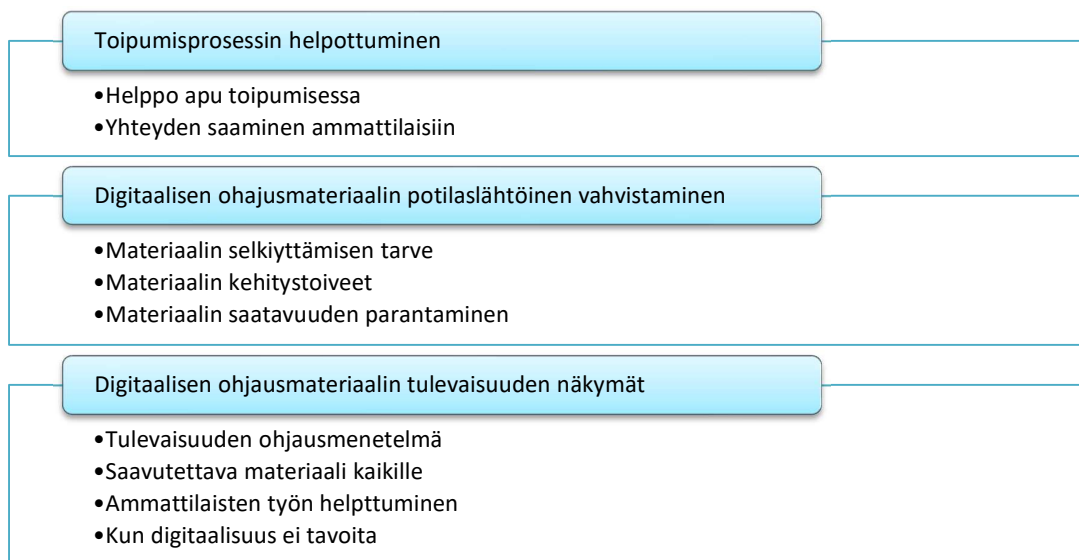 Toipumisprosessin helpottuminen
•Helppo apu toipumisessa
•Yhteyden saaminen ammattilaisiin
Digitaalisen ohajusmateriaalin potilaslähtöinen vahvistaminen
•Materiaalin selkiyttämisen tarve
•Materiaalin kehitystoiveet
•Materiaalin saatavuuden parantaminen
Digitaalisen ohjausmateriaalin tulevaisuuden näkymät
•Tulevaisuuden ohjausmenetelmä
•Saavutettava materiaali kaikille
•Ammattilaisten työn helpttuminen
•Kun digitaalisuus ei tavoita